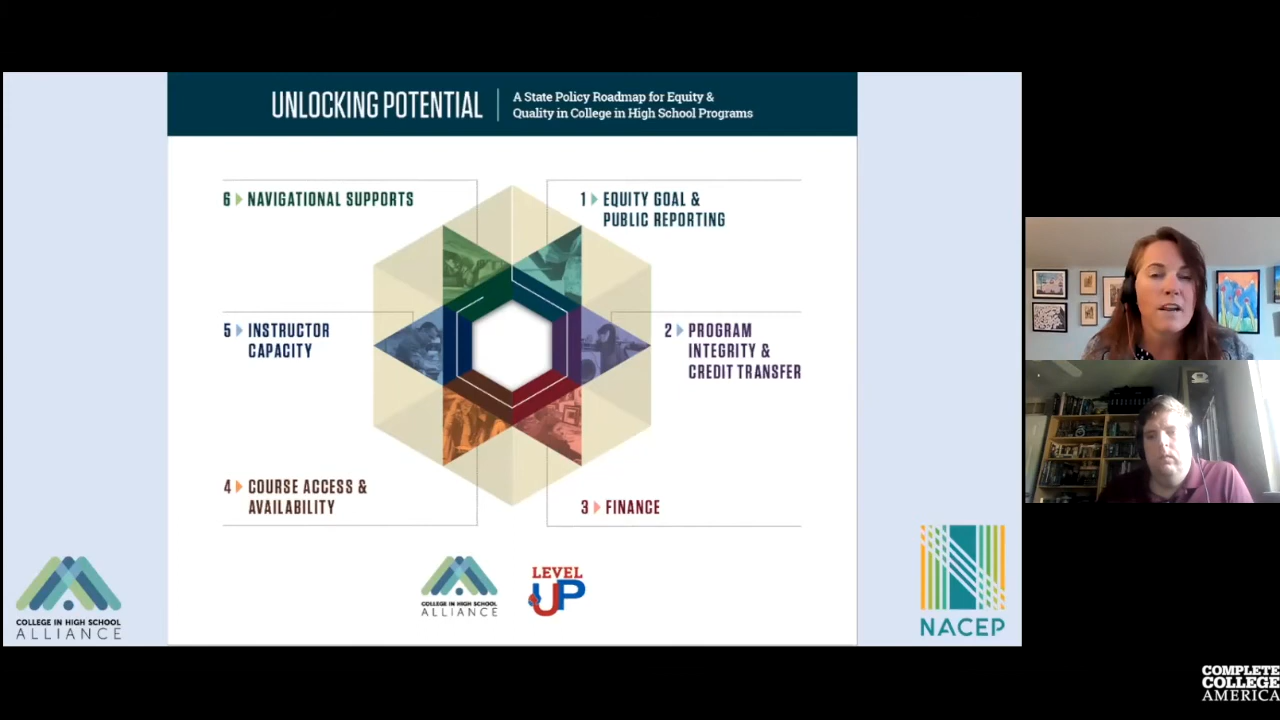 UNLOCKING POTENTIAL
A State Policy Roadmap for Equity &
Quality in College in High School Programs
6 NAVIGATIONAL SUPPORTS
1 EQUITY GOAL &
PUBLIC REPORTING
5 INSTRUCTOR
CAPACITY
2 PROGRAM
INTEGRITY &
CREDIT TRANSFER
4 COURSE ACCESS &
AVAILABILITY
3 FINANCE
COLLEGE IN HIGH SCHOOL
ALLIANCE
LEVEL
UP
COLLEGE IN HIGH SCHOOL
ALLIANCE
NACEP
COMPLETE
COLLEGE
AMERICA